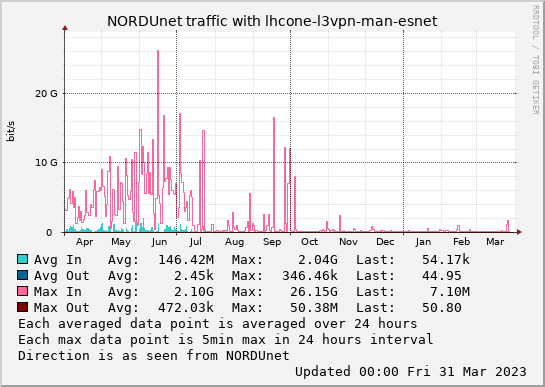 NORDUnet traffic with lhcone-l3vpn-man-esnet
RRDTOOL / TOBI OETIKER
bit/s
20 G
10 G
0
Apr May Jun Jul Aug Sep Oct Nov Dec Jan Feb Mar
Avg In Avg: 146.42M Max: 2.04G Last: 54.17k
Avg Out Avg: 2.45k Max: 346.46k Last: 44.95
Max In Avg: 2.10G Max: 26.15G Last: 7.10M
Max Out Avg: 472.03k Max: 50.38M Last: 50.80
Each averaged data point is averaged over 24 hours
Each max data point is 5min max in 24 hours interval
Direction is as seen from NORDUnet
Updated 00:00 Fri 31 Mar 2023